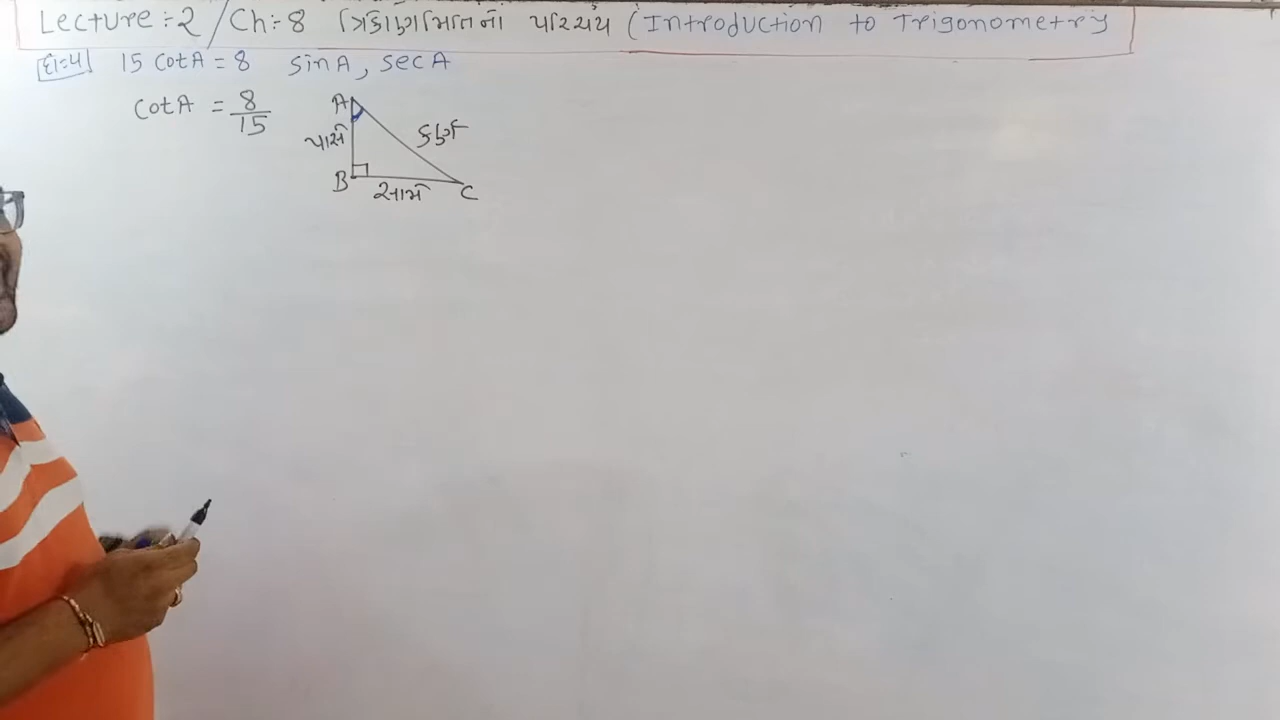 Lecture:-2 / Ch:-8 ત્રિકોણમિતિનો પરિચય (Introduction to Trigonometry
દા-4 15 cotA = 8 sinA, secA
cotA = 8/15
A
પાસે
કર્ણ
B
સામે
C